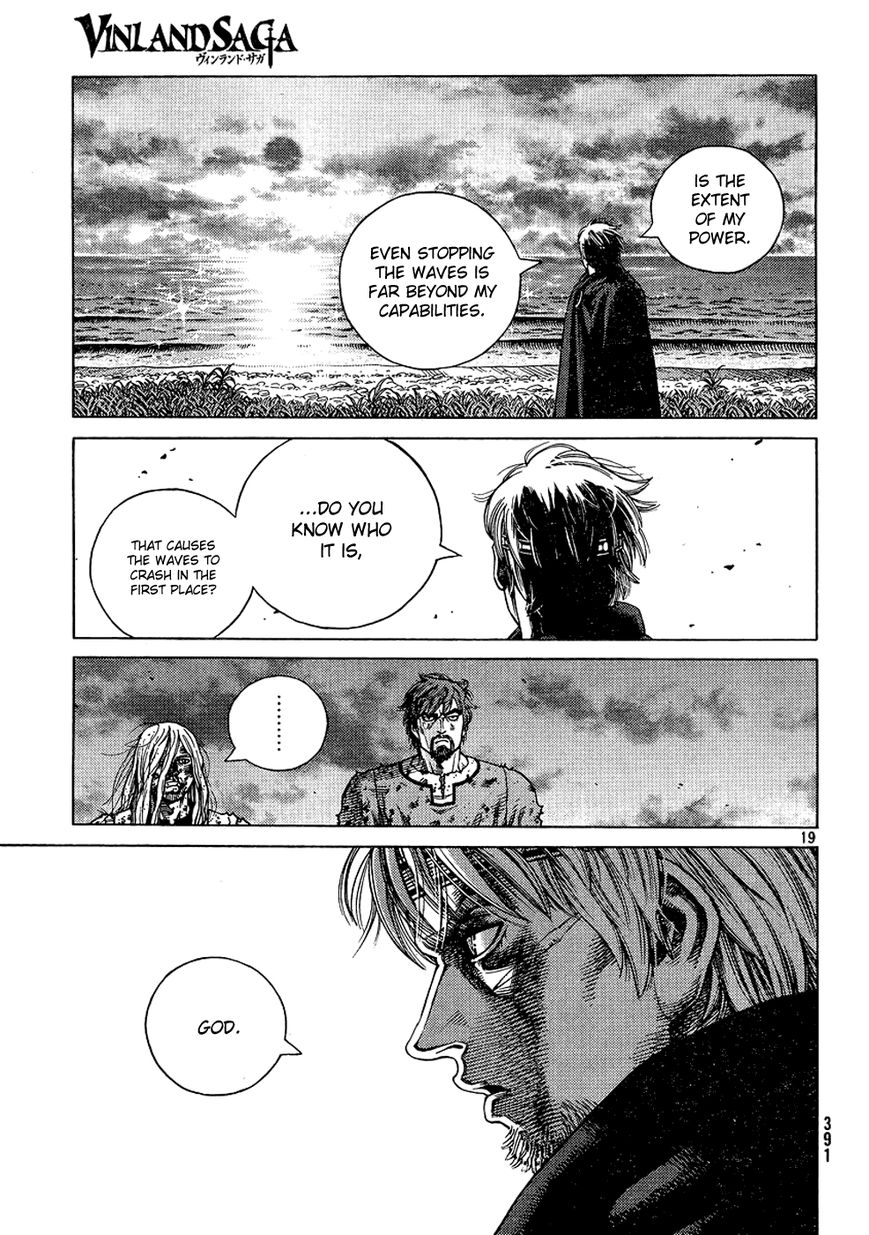 VINLAND SAGA
ヴィンランド・サガ
IS THE
EXTENT
OF MY
POWER.
EVEN STOPPING
THE WAVES IS
FAR BEYOND MY
CAPABILITIES.
...DO YOU
KNOW WHO
IT IS,
THAT CAUSES
THE WAVES TO
CRASH IN THE
FIRST PLACE?
.........
19
GOD.
391